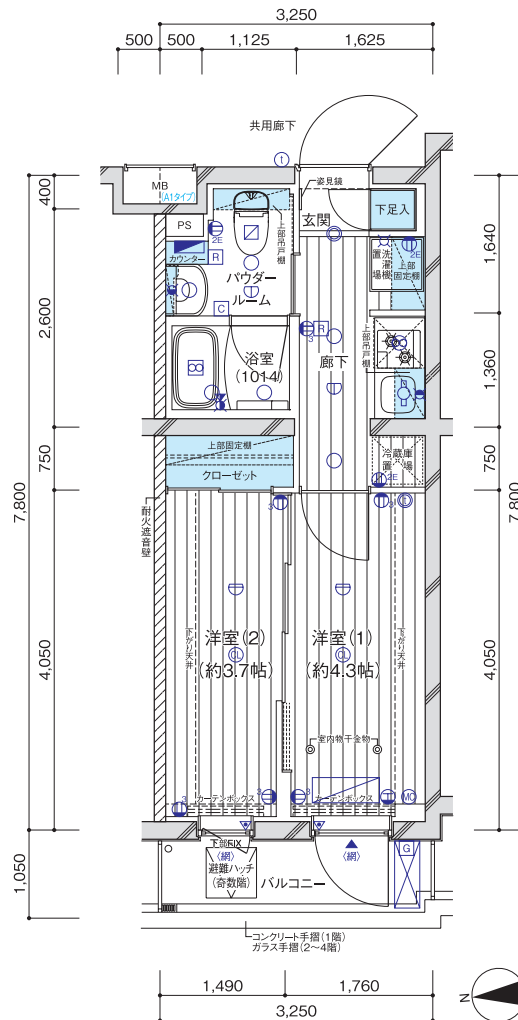 3,250
500
500
1,125
1,625
共用廊下
t
MB
(A1タイプ)
姿見鏡
玄関
下足入
400
1,640
PS
2E
カウンター
R
上部吊戸棚
パウダー
ルーム
C
洗濯機
置場
上部
固定棚
2E
2,600
浴室
(1014)
3
R
廊下
上部吊戸棚
1,360
750
上部固定棚
クローゼット
冷蔵庫
置場
2E
750
7,800
7,800
耐火遮音壁
3
3
下がり天井
洋室(2)
(約3.7帖)
CL
洋室(1)
(約4.3帖)
CL
下がり天井
4,050
4,050
室内物干金物
3
カーテンボックス
3
3
カーテンボックス
MC
下部FIX
〈網〉
避難ハッチ
(奇数階)
バルコニー
〈網〉
G
1,050
コンクリート手摺(1階)
ガラス手摺(2〜4階)
1,490
1,760
3,250
N